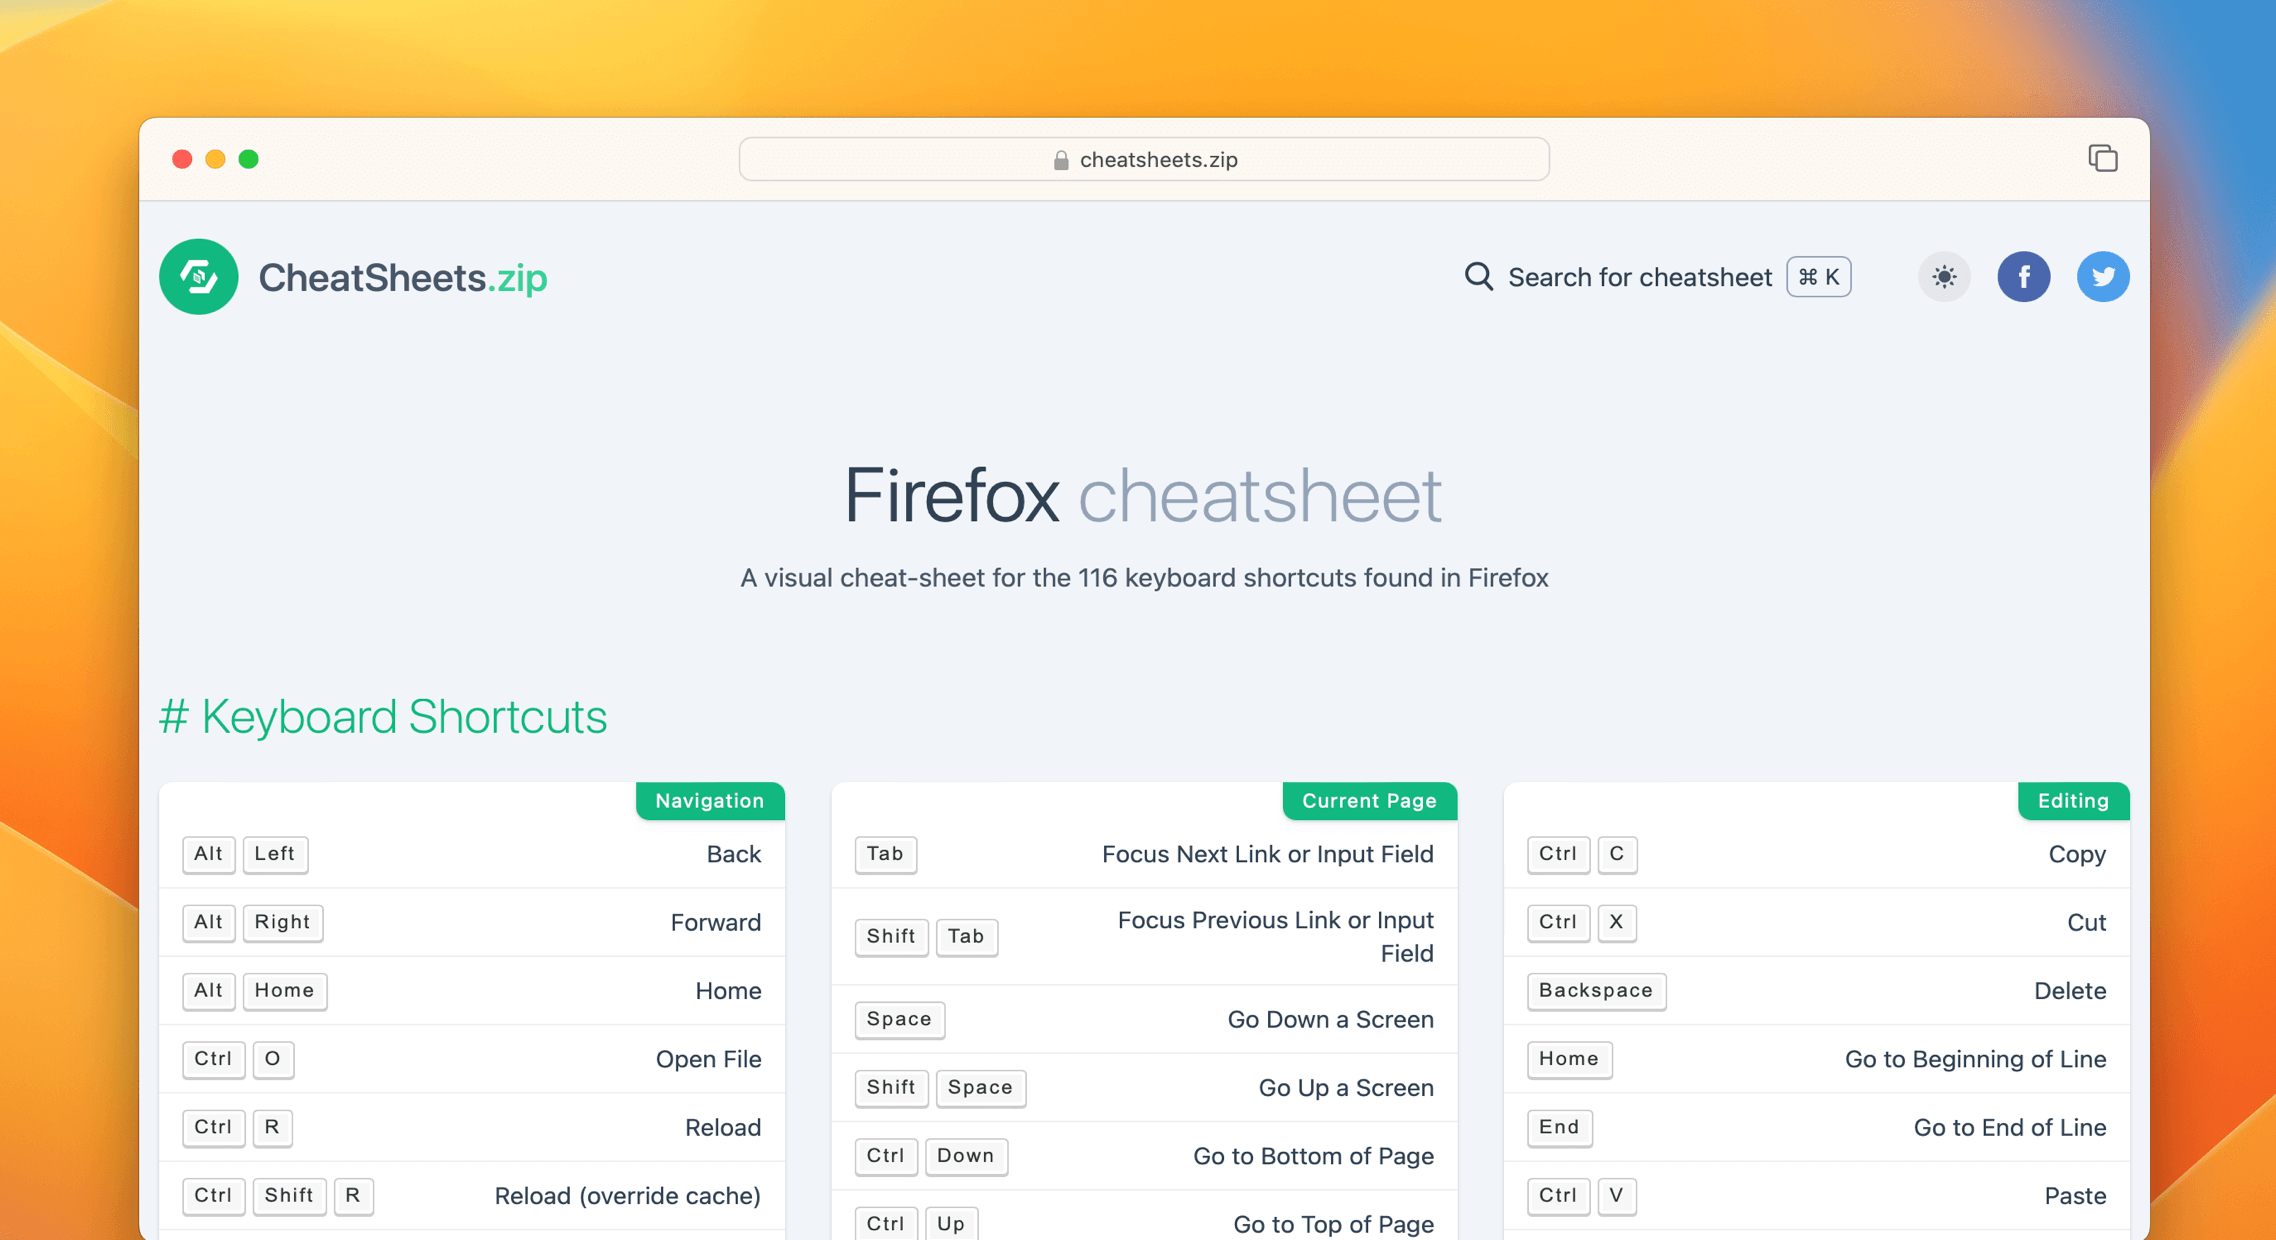 cheatsheets.zip
CheatSheets.zip
Search for cheatsheet ⌘ K
f
Firefox cheatsheet
A visual cheat-sheet for the 116 keyboard shortcuts found in Firefox
# Keyboard Shortcuts
Navigation
Alt Left Back
Alt Right Forward
Alt Home Home
Ctrl O Open File
Ctrl R Reload
Ctrl Shift R Reload (override cache)
Current Page
Tab Focus Next Link or Input Field
Shift Tab Focus Previous Link or Input
Field
Space Go Down a Screen
Shift Space Go Up a Screen
Ctrl Down Go to Bottom of Page
Ctrl Up Go to Top of Page
Editing
Ctrl C Copy
Ctrl X Cut
Backspace Delete
Home Go to Beginning of Line
End Go to End of Line
Ctrl V Paste